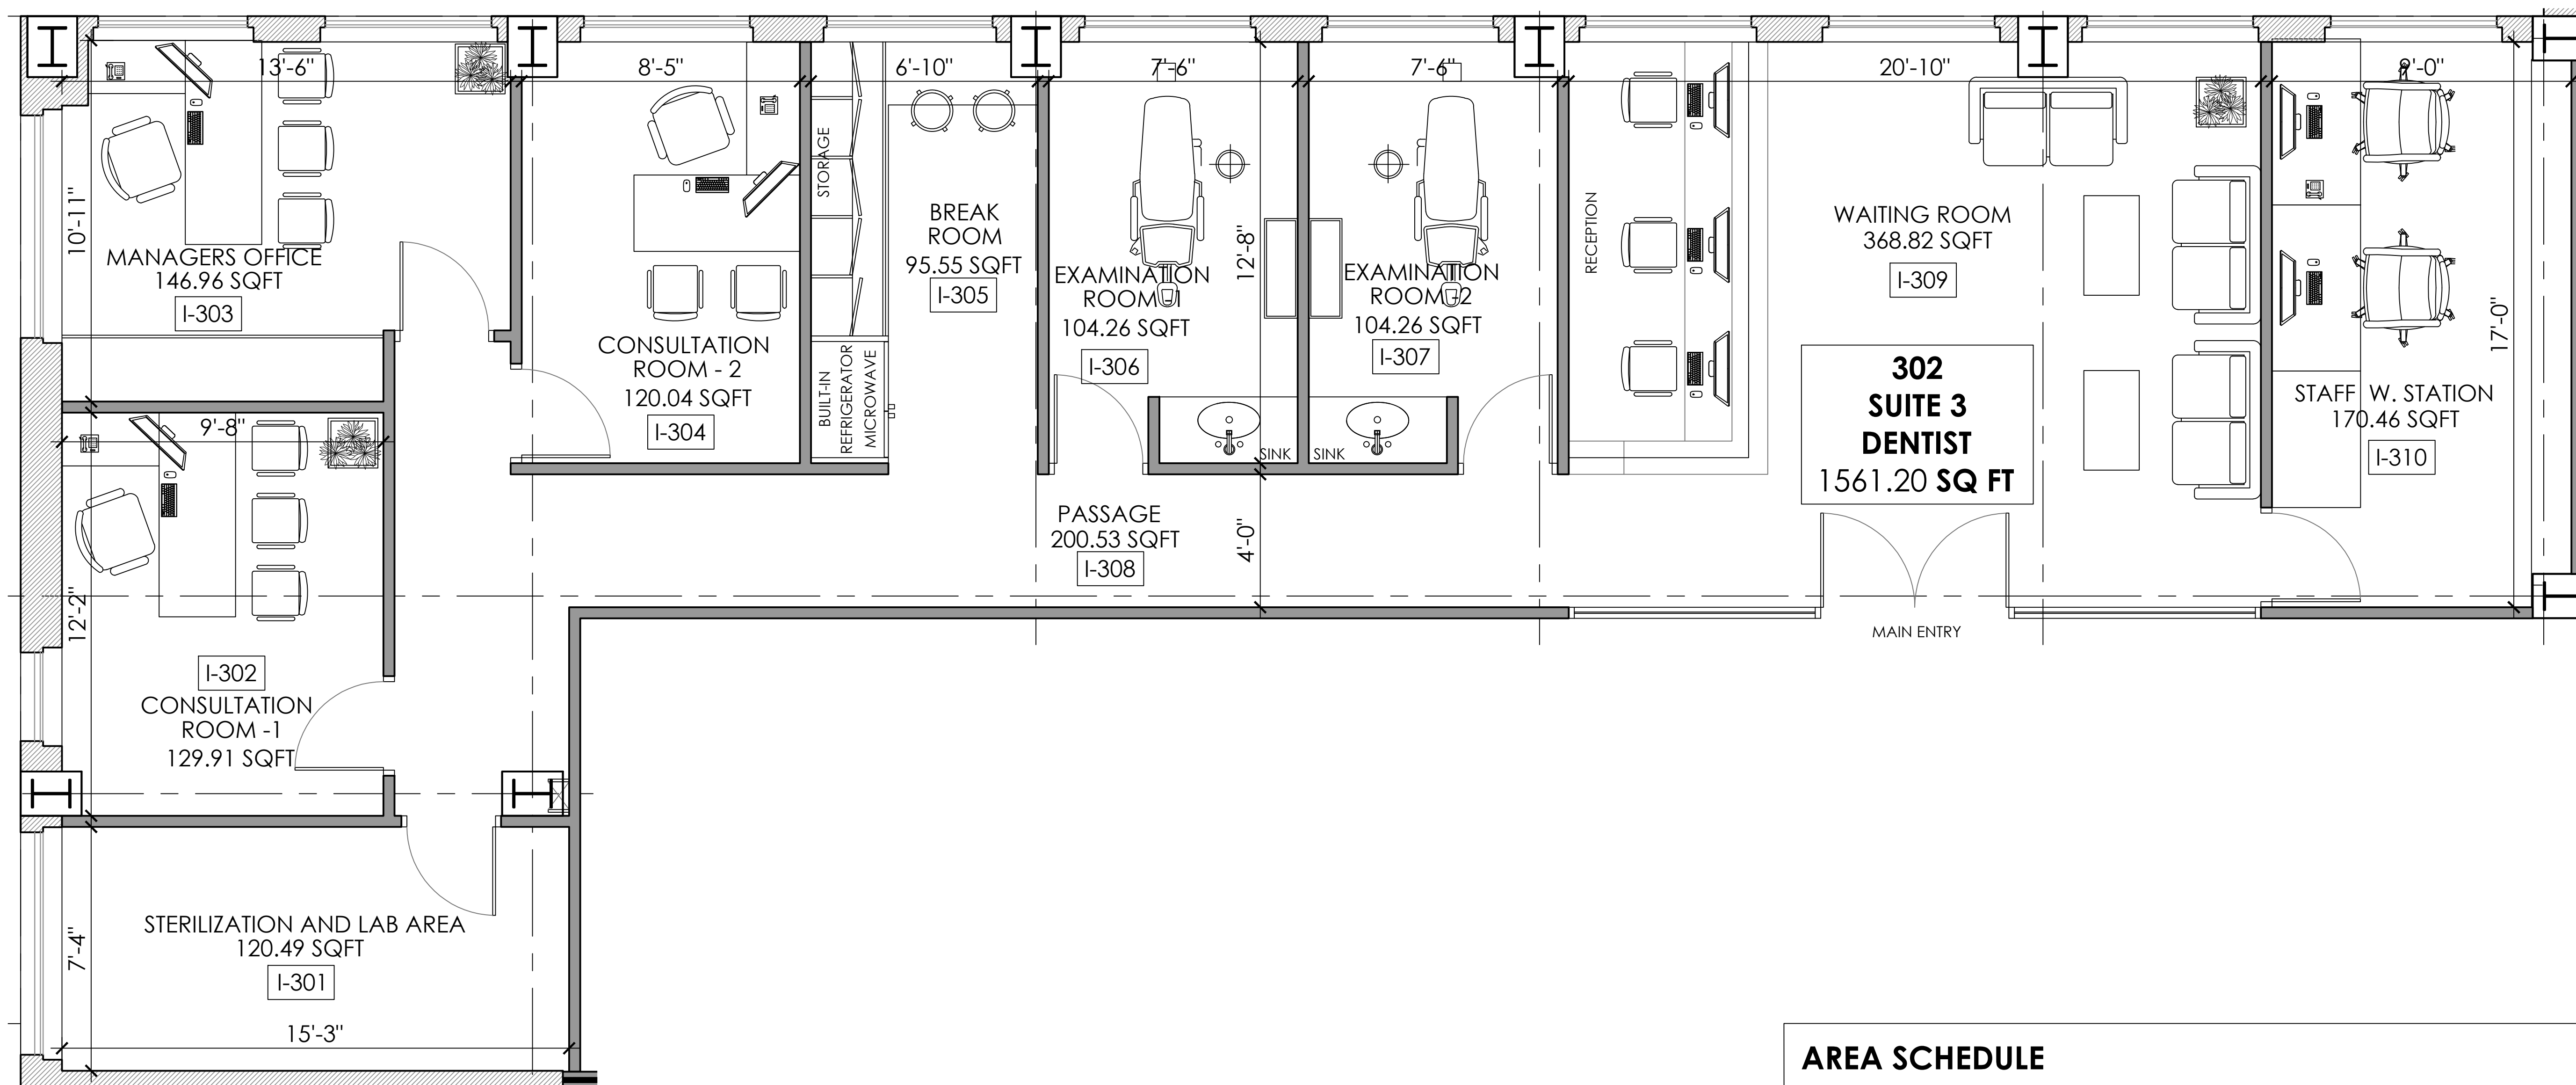 13'-6"
8'-5"
6'-10"
7'-6"
7'-6"
20'-10"
'-0"
10'-11"
MANAGERS OFFICE
146.96 SQFT
I-303
CONSULTATION
ROOM - 2
120.04 SQFT
I-304
STORAGE
BUILT-IN
REFRIGERATOR
MICROWAVE
BREAK
ROOM
95.55 SQFT
I-305
EXAMINATION
ROOM -1
104.26 SQFT
I-306
12'-8"
SINK
EXAMINATION
ROOM -2
104.26 SQFT
I-307
SINK
RECEPTION
WAITING ROOM
368.82 SQFT
I-309
302
SUITE 3
DENTIST
1561.20 SQ FT
STAFF W. STATION
170.46 SQFT
I-310
17'-0"
PASSAGE
200.53 SQFT
I-308
4'-0"
MAIN ENTRY
9'-8"
12'-2"
I-302
CONSULTATION
ROOM -1
129.91 SQFT
STERILIZATION AND LAB AREA
120.49 SQFT
I-301
7'-4"
15'-3"
AREA SCHEDULE